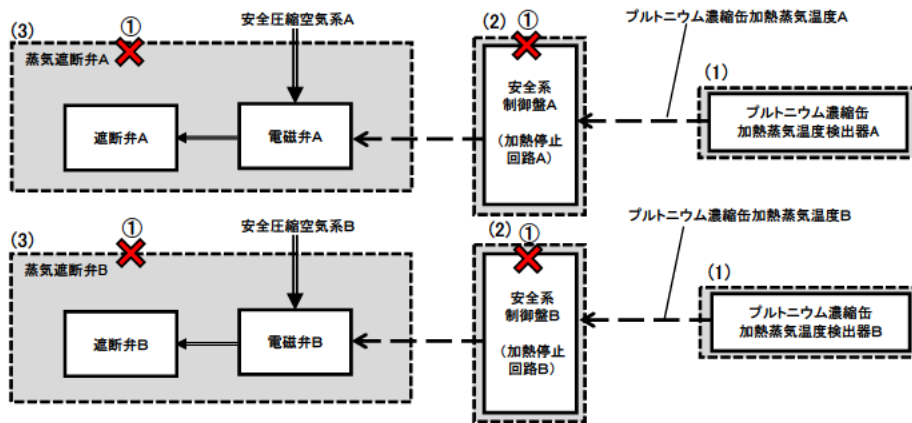 安全圧縮空気系A
プルトニウム濃縮缶加熱蒸気温度A
(3)
①
(2)
①
蒸気遮断弁A
(1)
安全系
制御盤A
(加熱停止
回路A)
プルトニウム濃縮缶
加熱蒸気温度検出器A
遮断弁A
電磁弁A
安全圧縮空気系B
プルトニウム濃縮缶加熱蒸気温度B
(3)
①
(2)
①
蒸気遮断弁B
(1)
安全系
制御盤B
(加熱停止
回路B)
プルトニウム濃縮缶
加熱蒸気温度検出器B
遮断弁B
電磁弁B